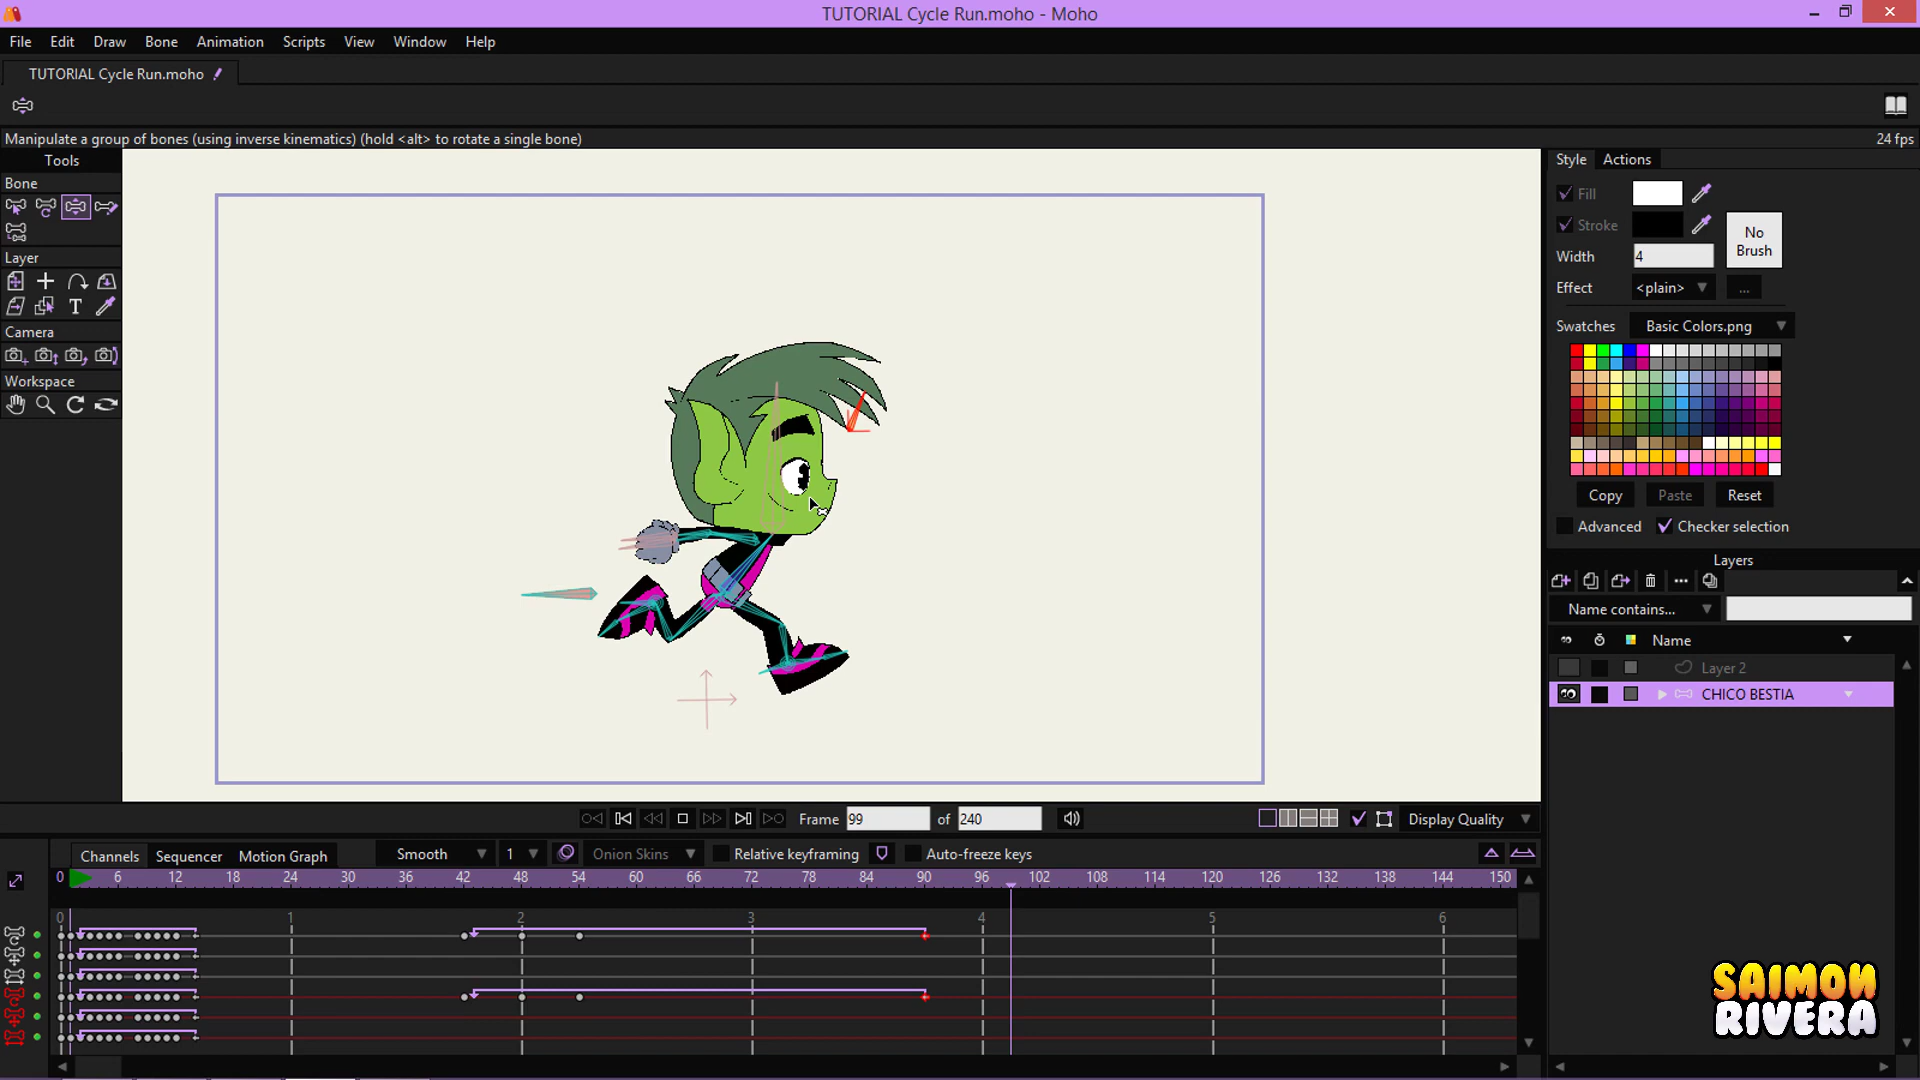 TUTORIAL Cycle Run.moho - Moho
File Edit Draw Bone Animation Scripts View Window Help
TUTORIAL Cycle Run.moho
Manipulate a group of bones (using inverse kinematics) (hold <alt> to rotate a single bone)
24 fps
Tools
Bone
Layer
T
Camera
Workspace
Style Actions
Fill
Stroke
No Brush
Width 4
Effect <plain> ...
Swatches Basic Colors.png
Copy Paste Reset
Advanced Checker selection
Layers
Name contains...
Name
Layer 2
CHICO BESTIA
Frame 99 of 240
Display Quality
Channels Sequencer Motion Graph Smooth 1 Onion Skins Relative keyframing Auto-freeze keys
0 6 12 18 24 30 36 42 48 54 60 66 72 78 84 90 96 102 108 114 120 126 132 138 144 150
0 1 2 3 4 5 6
SAIMON
RIVERA